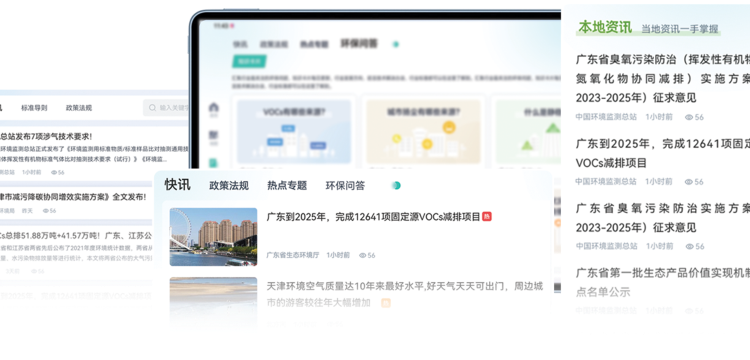 标准导则 政策法规
输入关键字
总站发布7项涉气技术要求！
56
津市减污降碳协同增效实施方案》全文发布！
昨天 56
总排51.88万吨+41.57万吨！广东、江苏公
56
快讯 政策法规 热点专题 环保问答
VOCs有哪些来源？
城市扬尘有哪些来源？
快讯 政策法规 热点专题 环保问答
广东到2025年，完成12641项固定源VOCs减排项目 热
广东省生态环境厅 1小时前 56
天津环境空气质量达10年来最好水平,好天气天天可出门，周边城
市的游客较往年大幅增加
本地资讯 当地资讯一手掌握
广东省臭氧污染防治（挥发性有机物
氮氧化物协同减排）实施方案
2023-2025年）征求意见
中国环境监测总站 1小时前 56
广东到2025年，完成12641项固定
VOCs减排项目
中国环境监测总站 1小时前 56
广东省臭氧污染防治实施方案
2023-2025年）征求意见
中国环境监测总站 1小时前 56
广东省第一批生态产品价值实现机制
点名单公示